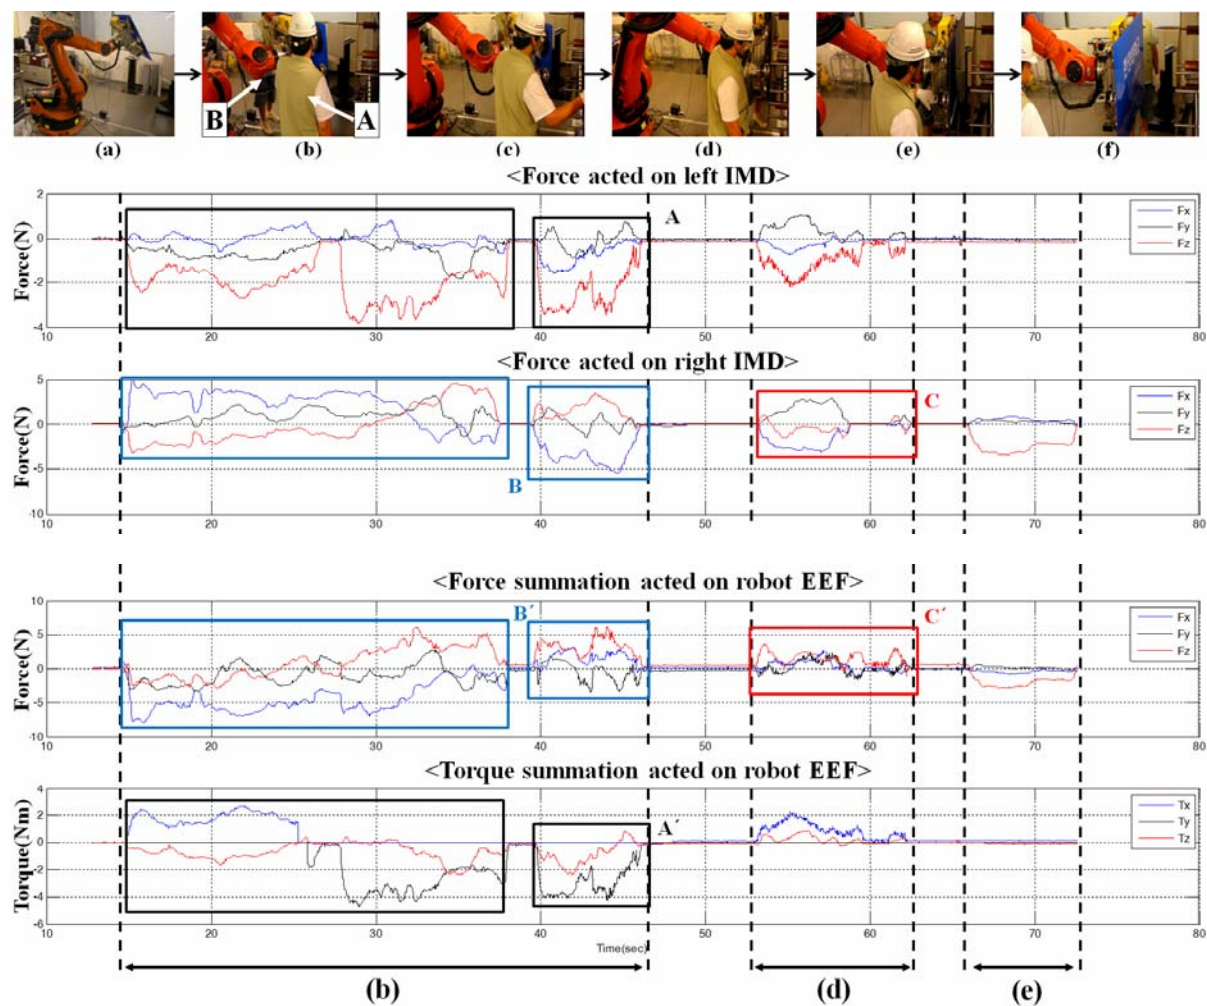 B A
(a) (b) (c) (d) (e) (f)
<Force acted on left IMD>
Force(N)
2
0
-2
-4
10 20 30 40 50 60 70 80
A
Fx
Fy
Fz
<Force acted on right IMD>
Force(N)
5
0
-5
-10
10 20 30 40 50 60 70 80
B
C
Fx
Fy
Fz
<Force summation acted on robot EEF>
Force(N)
10
5
0
-5
-10
10 20 30 40 50 60 70 80
B´
C´
Fx
Fy
Fz
<Torque summation acted on robot EEF>
Torque(Nm)
4
2
0
-2
-4
-6
10 20 30 40 50 60 70 80
A´
Tx
Ty
Tz
Time(sec)
(b) (d) (e)